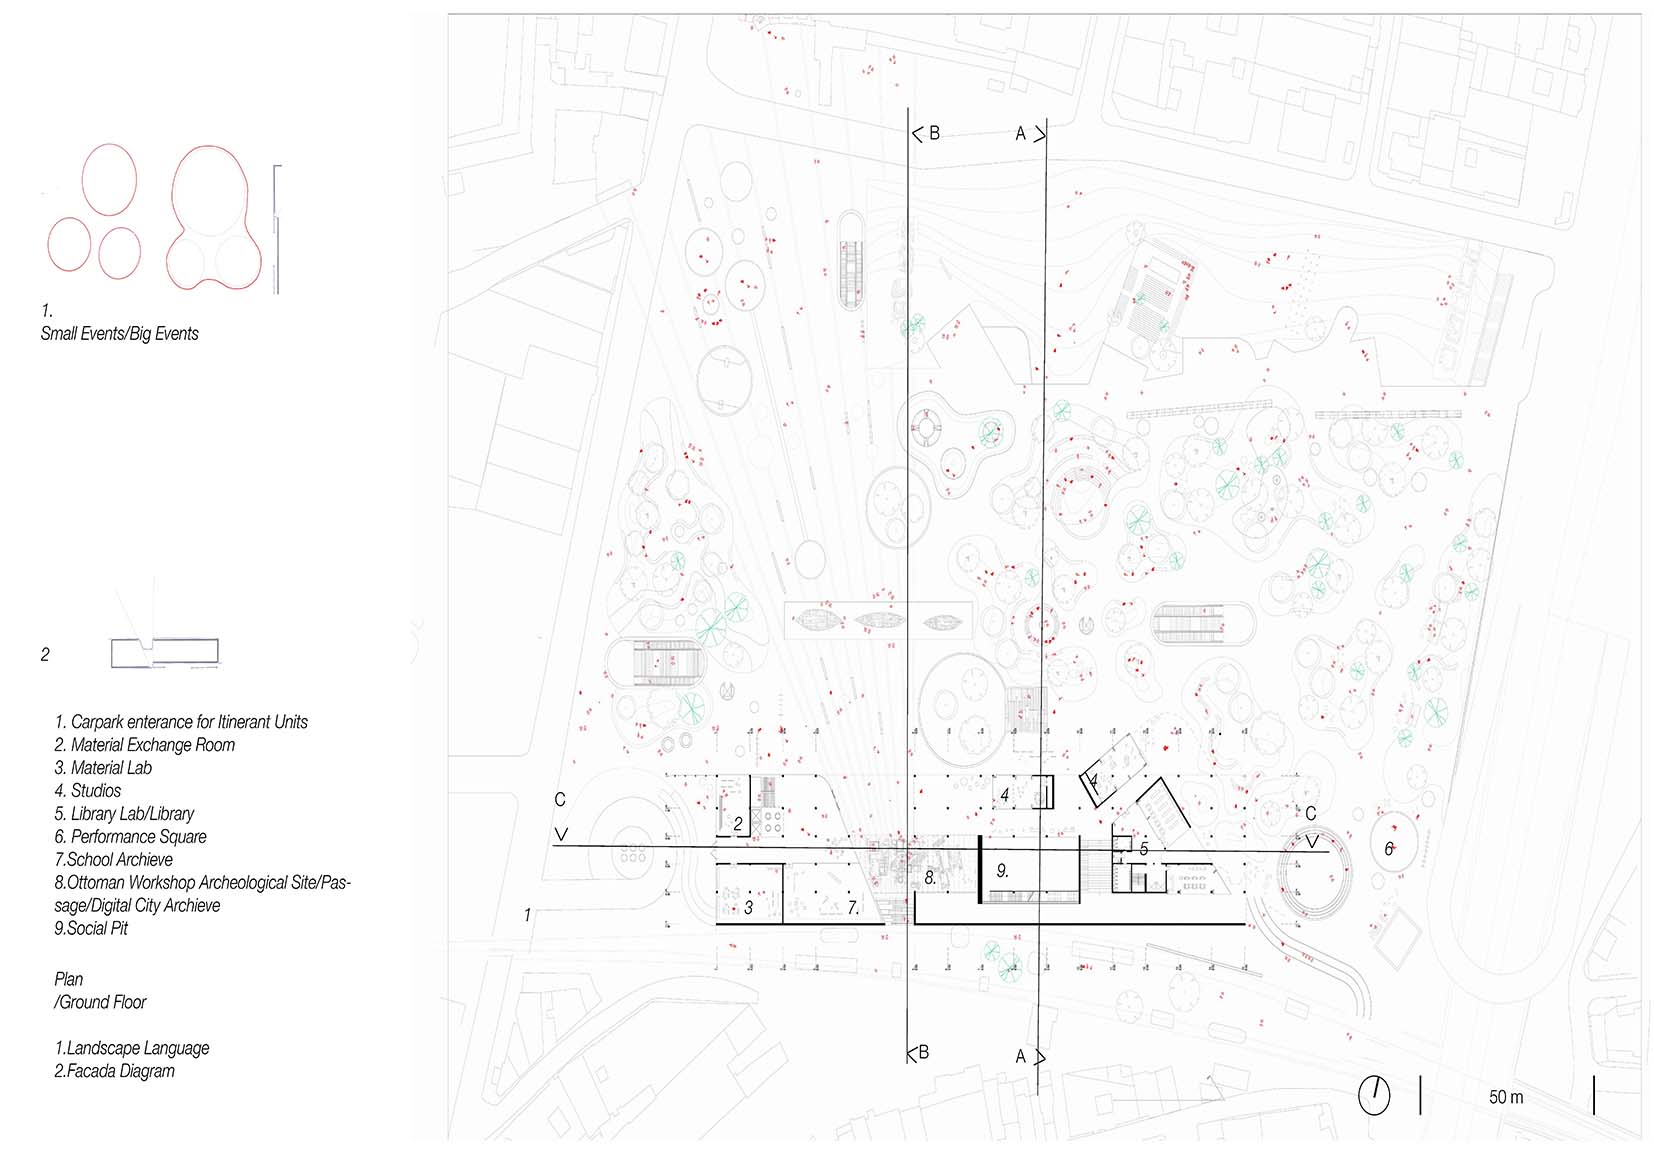 1.
Small Events/Big Events
2
1. Carpark enterance for Itinerant Units
2. Material Exchange Room
3. Material Lab
4. Studios
5. Library Lab/Library
6. Performance Square
7.School Archieve
8.Ottoman Workshop Archeological Site/Pas-
sage/Digital City Archieve
9.Social Pit
Plan
/Ground Floor
1.Landscape Language
2.Facada Diagram
B
A
C
C
4
4
2
5
6
8.
9.
3
7.
1
B
A
50 m